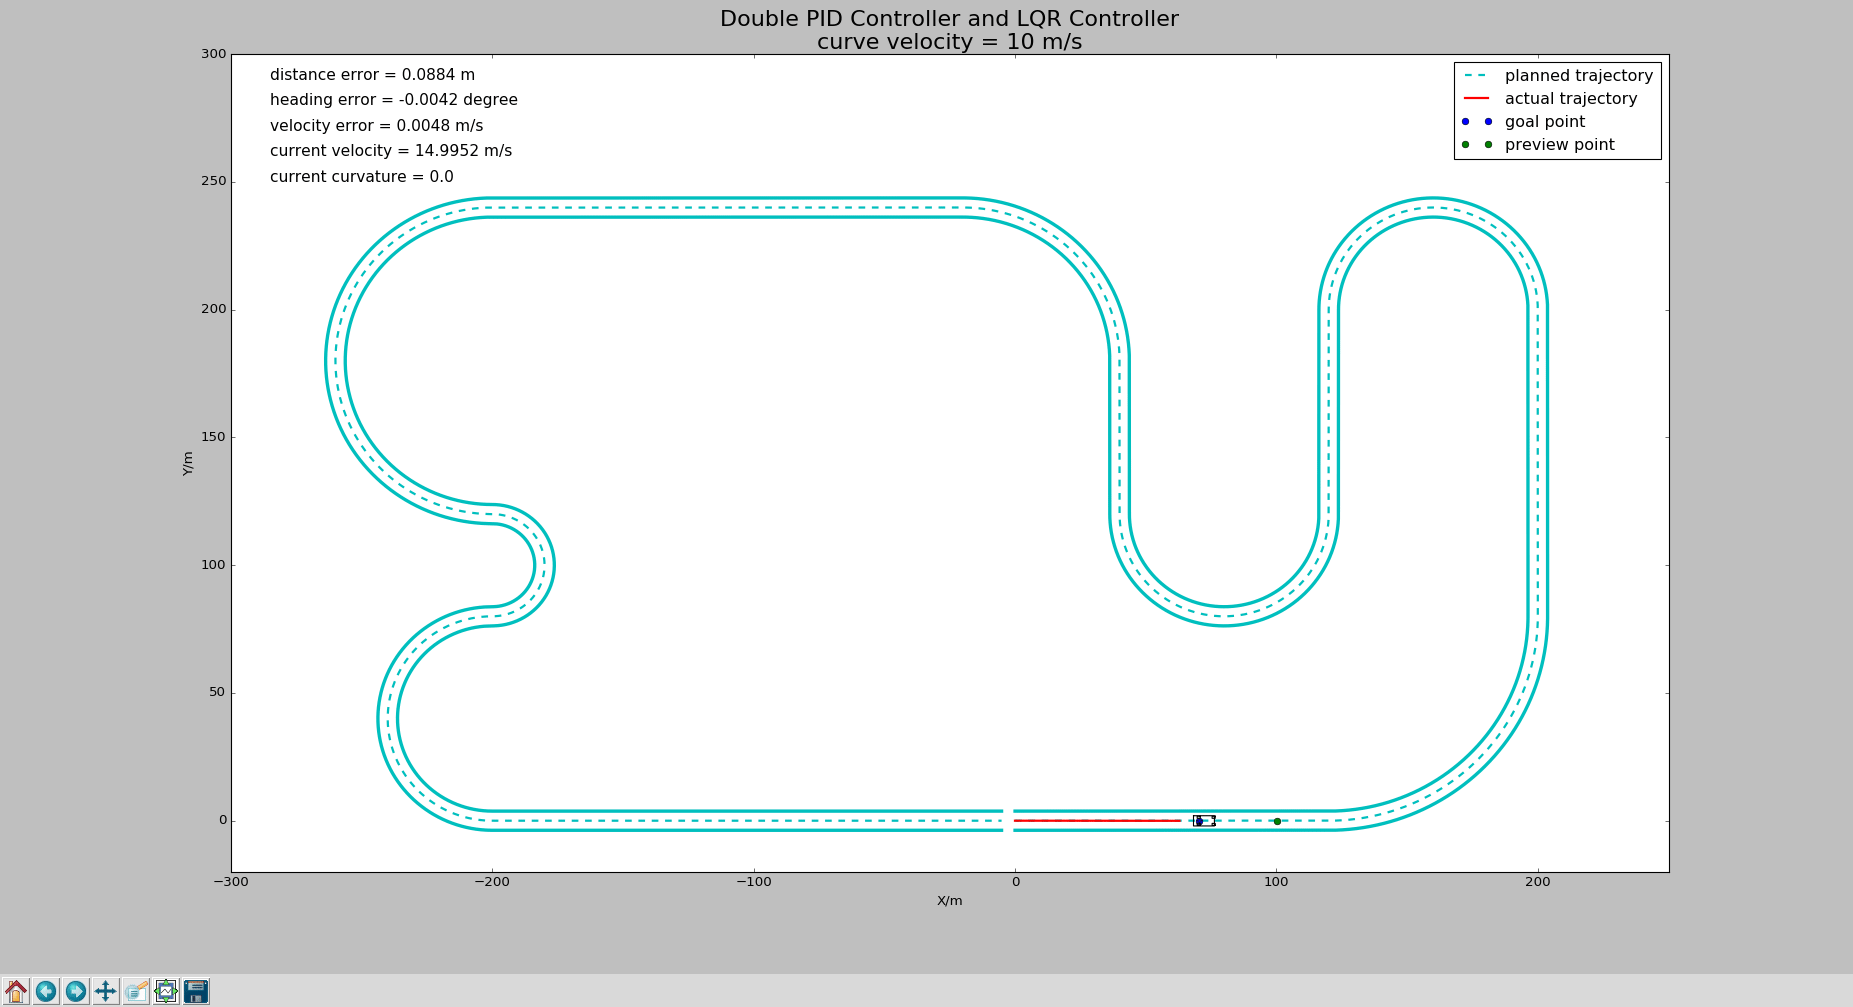 Double PID Controller and LQR Controller
curve velocity = 10 m/s
distance error = 0.0884 m
heading error = -0.0042 degree
velocity error = 0.0048 m/s
current velocity = 14.9952 m/s
current curvature = 0.0
planned trajectory
actual trajectory
goal point
preview point
300
250
200
150
100
50
0
Y/m
−300
−200
−100
0
100
200
X/m